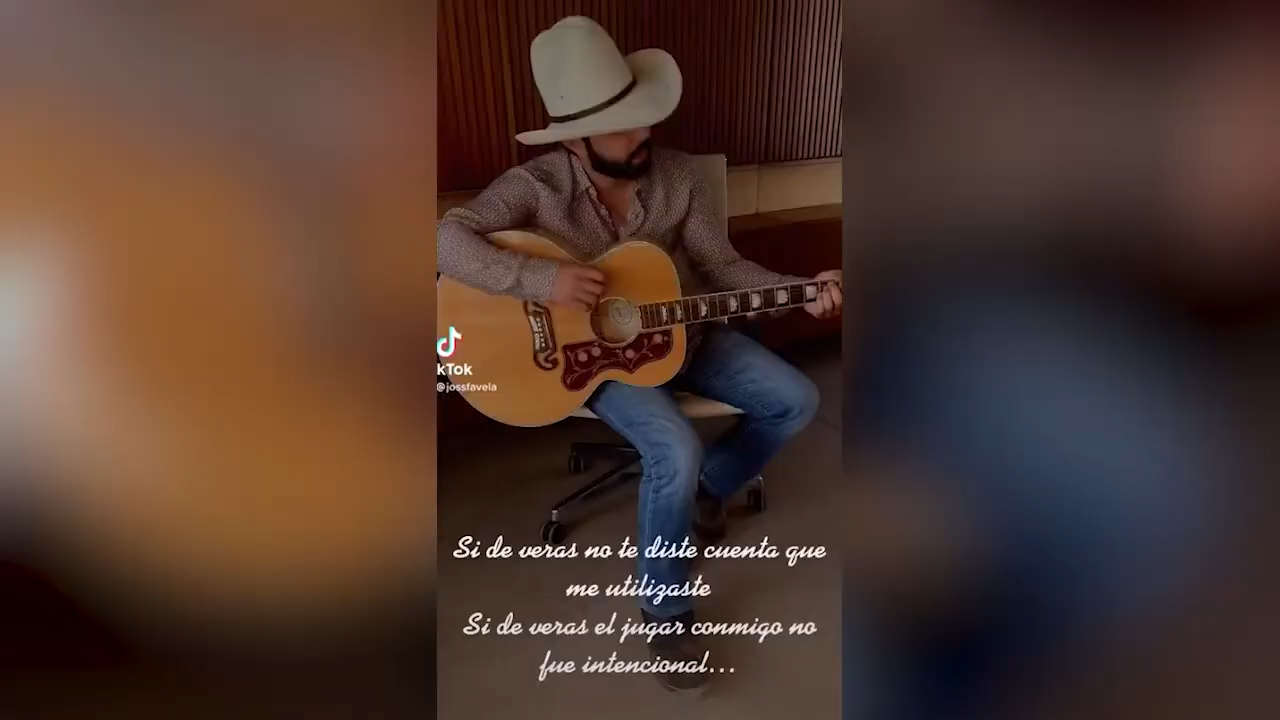 kTok
@jossfavela
Si de veras no te diste cuenta que
me utilizaste
Si de veras el jugar conmigo no
fue intencional...